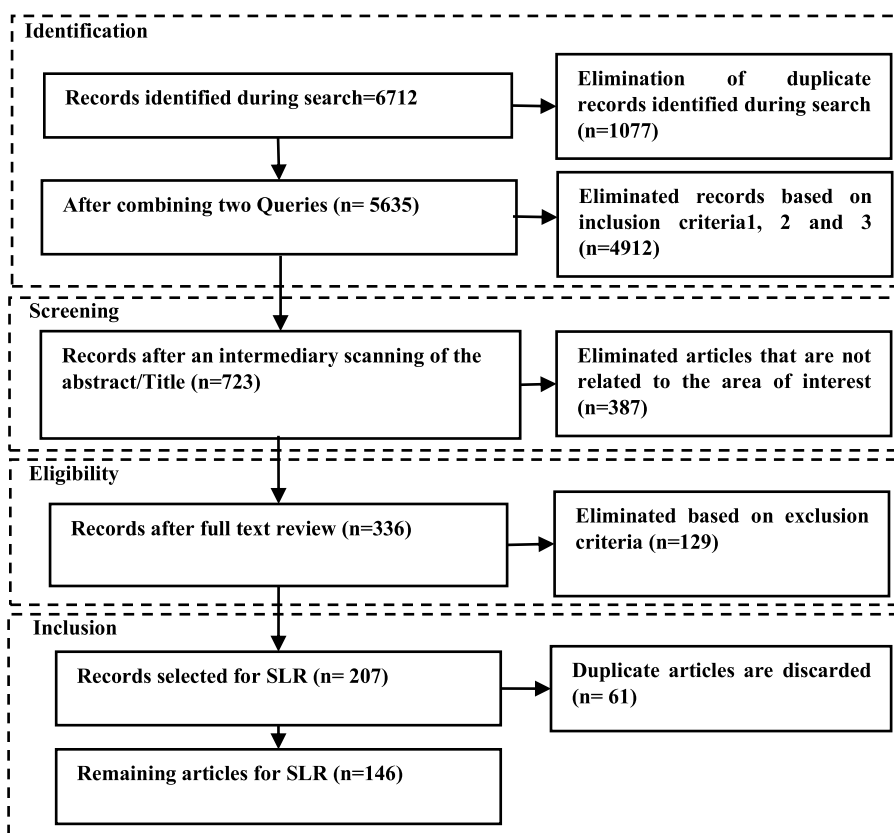 Identification
Records identified during search=6712
Elimination of duplicate
records identified during search
(n=1077)
After combining two Queries (n= 5635)
Eliminated records based on
inclusion criteria1, 2 and 3
(n=4912)
Screening
Records after an intermediary scanning of the
abstract/Title (n=723)
Eliminated articles that are not
related to the area of interest
(n=387)
Eligibility
Records after full text review (n=336)
Eliminated based on exclusion
criteria (n=129)
Inclusion
Records selected for SLR (n= 207)
Duplicate articles are discarded
(n= 61)
Remaining articles for SLR (n=146)